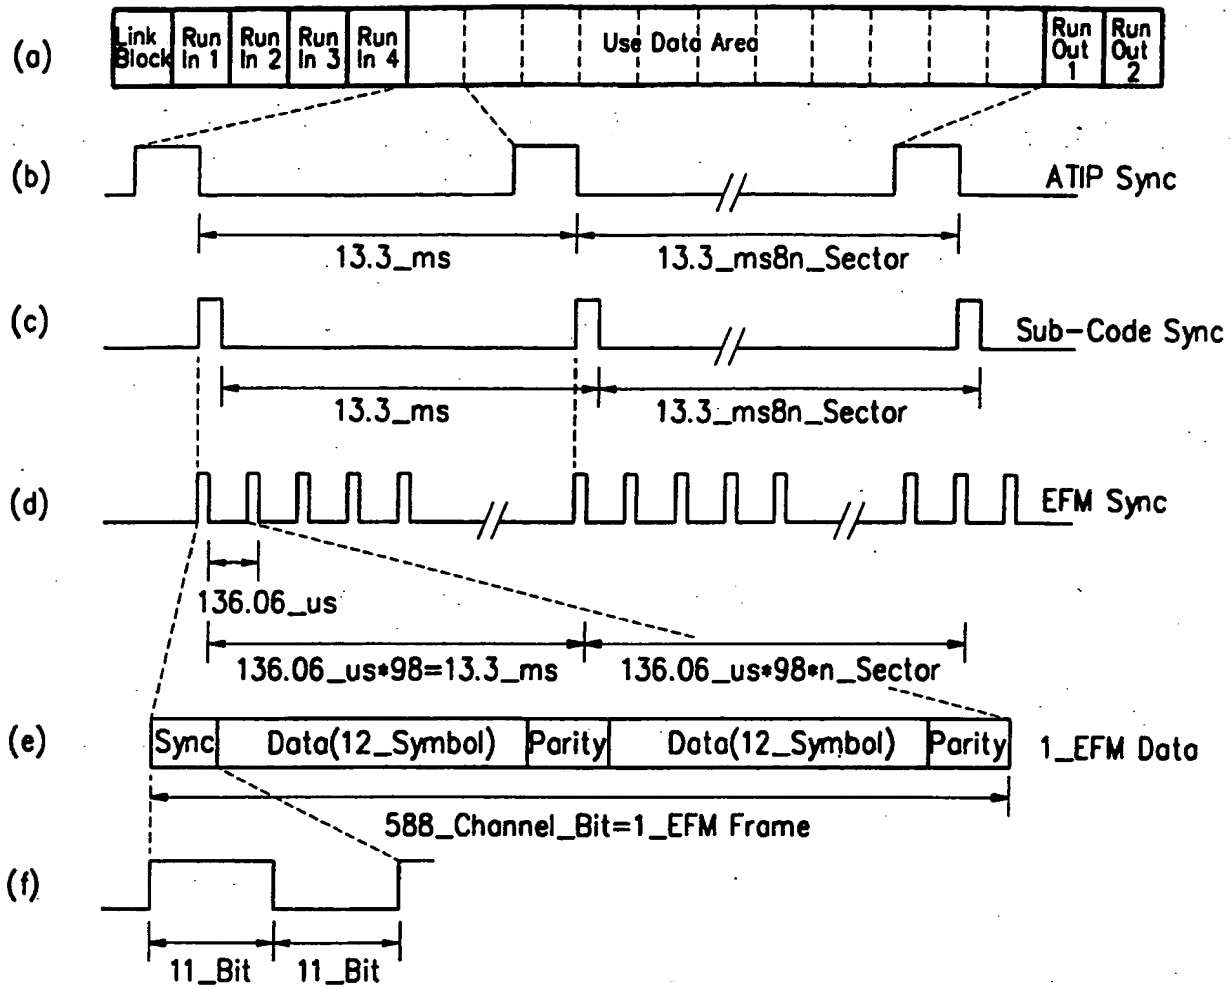 (a)
Link Block
Run In 1
Run In 2
Run In 3
Run In 4
Use Data Area
Run Out 1
Run Out 2
(b)
ATIP Sync
13.3_ms
13.3_ms8n_Sector
(c)
Sub-Code Sync
13.3_ms
13.3_ms8n_Sector
(d)
EFM Sync
136.06_us
136.06_us*98=13.3_ms
136.06_us*98*n_Sector
(e)
Sync
Data(12_Symbol)
Parity
Data(12_Symbol)
Parity
1_EFM Data
588_Channel_Bit=1_EFM Frame
(f)
11_Bit
11_Bit